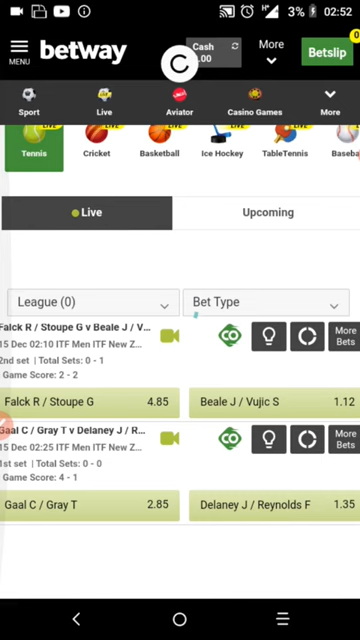 3% 02:52
MENU
betway
Cash
.00
More
Betslip
0
Sport
Live
Aviator
Casino Games
More
LIVE
LIVE
LIVE
LIVE
Tennis
Cricket
Basketball
Ice Hockey
TableTennis
Baseba
Live
Upcoming
League (0)
Bet Type
Falck R / Stoupe G v Beale J / V...
15 Dec 02:10 ITF Men ITF New Z...
2nd set | Total Sets: 0 - 1
Game Score: 2 - 2
CO
More
Bets
Falck R / Stoupe G 4.85
Beale J / Vujic S 1.12
Gaal C / Gray T v Delaney J / R...
15 Dec 02:25 ITF Men ITF New Z...
1st set | Total Sets: 0 - 0
Game Score: 4 - 1
CO
More
Bets
Gaal C / Gray T 2.85
Delaney J / Reynolds F 1.35